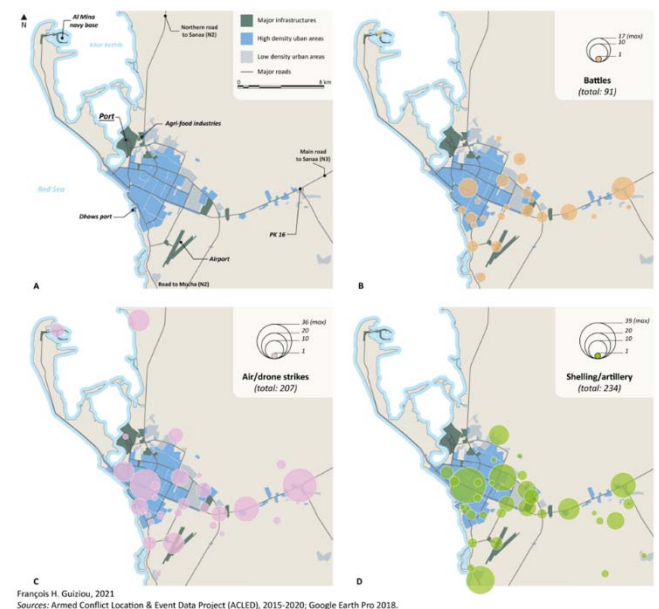 N
Al Mina
navy base
Khor Kethib
Northern road
to Sanaa (N2)
Major infrastructures
High density uban areas
Low density urban areas
Major roads
0 8 km
Port
Agri-food industries
Main road
to Sanaa (N3)
Red Sea
Dhows port
PK 16
Airport
Road to Mocha (N2)
A
17 (max)
10
1
Battles
(total: 91)
B
36 (max)
20
10
1
Air/drone strikes
(total: 207)
C
39 (max)
20
10
1
Shelling/artillery
(total: 234)
D
François H. Guiziou, 2021
Sources: Armed Conflict Location & Event Data Project (ACLED), 2015-2020; Google Earth Pro 2018.